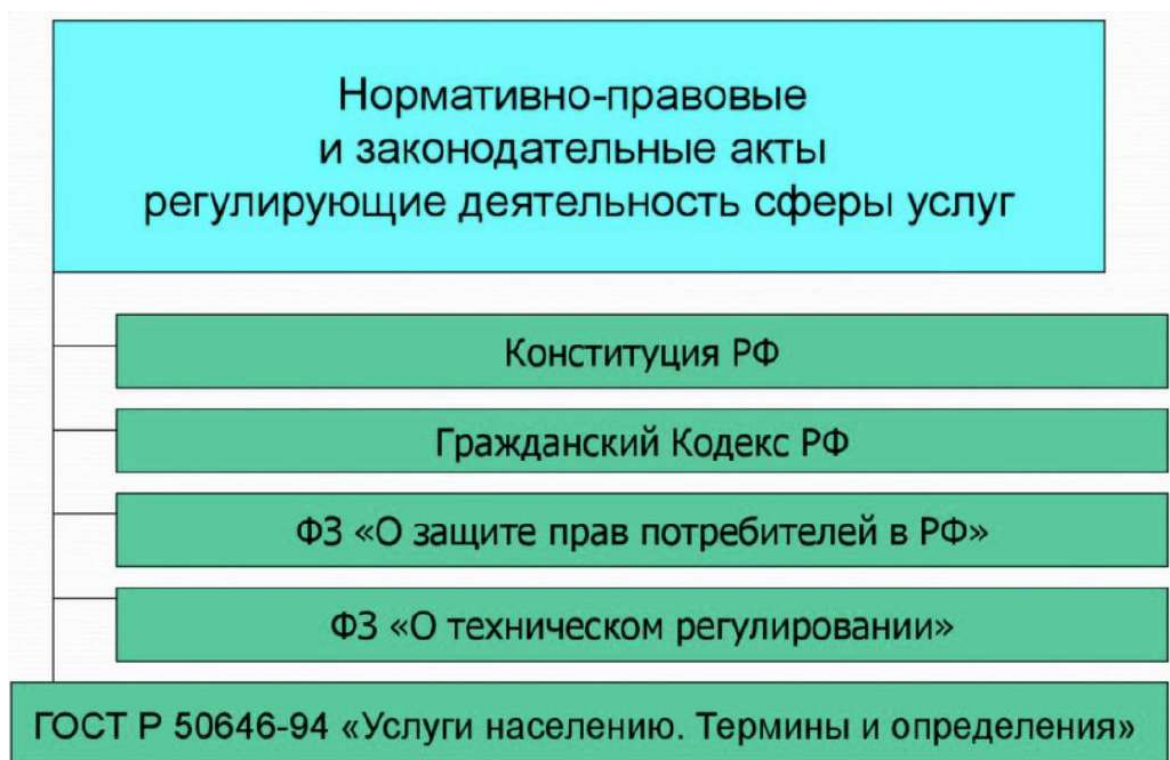 Нормативно-правовые
и законодательные акты
регулирующие деятельность сферы услуг
Конституция РФ
Гражданский Кодекс РФ
ФЗ «О защите прав потребителей в РФ»
ФЗ «О техническом регулировании»
ГОСТ Р 50646-94 «Услуги населению. Термины и определения»